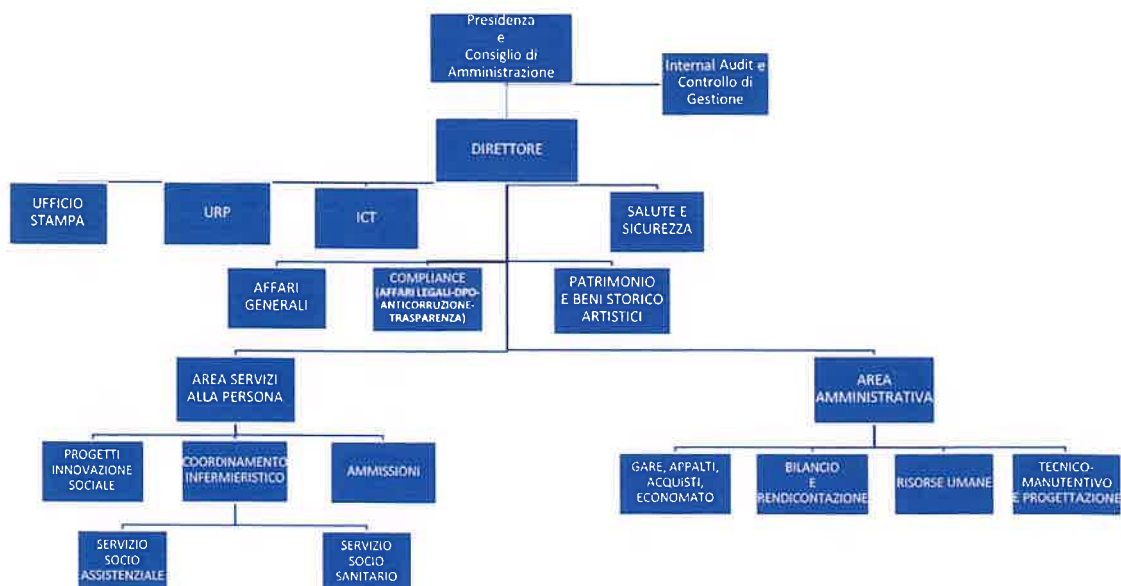 Presidenza
e
Consiglio di
Amministrazione
Internal Audit e
Controllo di
Gestione
DIRETTORE
UFFICIO
STAMPA
URP
ICT
SALUTE E
SICUREZZA
AFFARI
GENERALI
COMPLIANCE
(AFFARI LEGALI-DPO-
ANTICORRUZIONE-
TRASPARENZA)
PATRIMONIO
E BENI STORICO
ARTISTICI
AREA SERVIZI
ALLA PERSONA
AREA
AMMINISTRATIVA
PROGETTI
INNOVAZIONE
SOCIALE
COORDINAMENTO
INFERMIERISTICO
AMMISSIONI
GARE, APPALTI,
ACQUISTI,
ECONOMATO
BILANCIO
E
RENDICONTAZIONE
RISORSE UMANE
TECNICO-
MANUTENTIVO
E PROGETTAZIONE
SERVIZIO
SOCIO
ASSISTENZIALE
SERVIZIO
SOCIO
SANITARIO